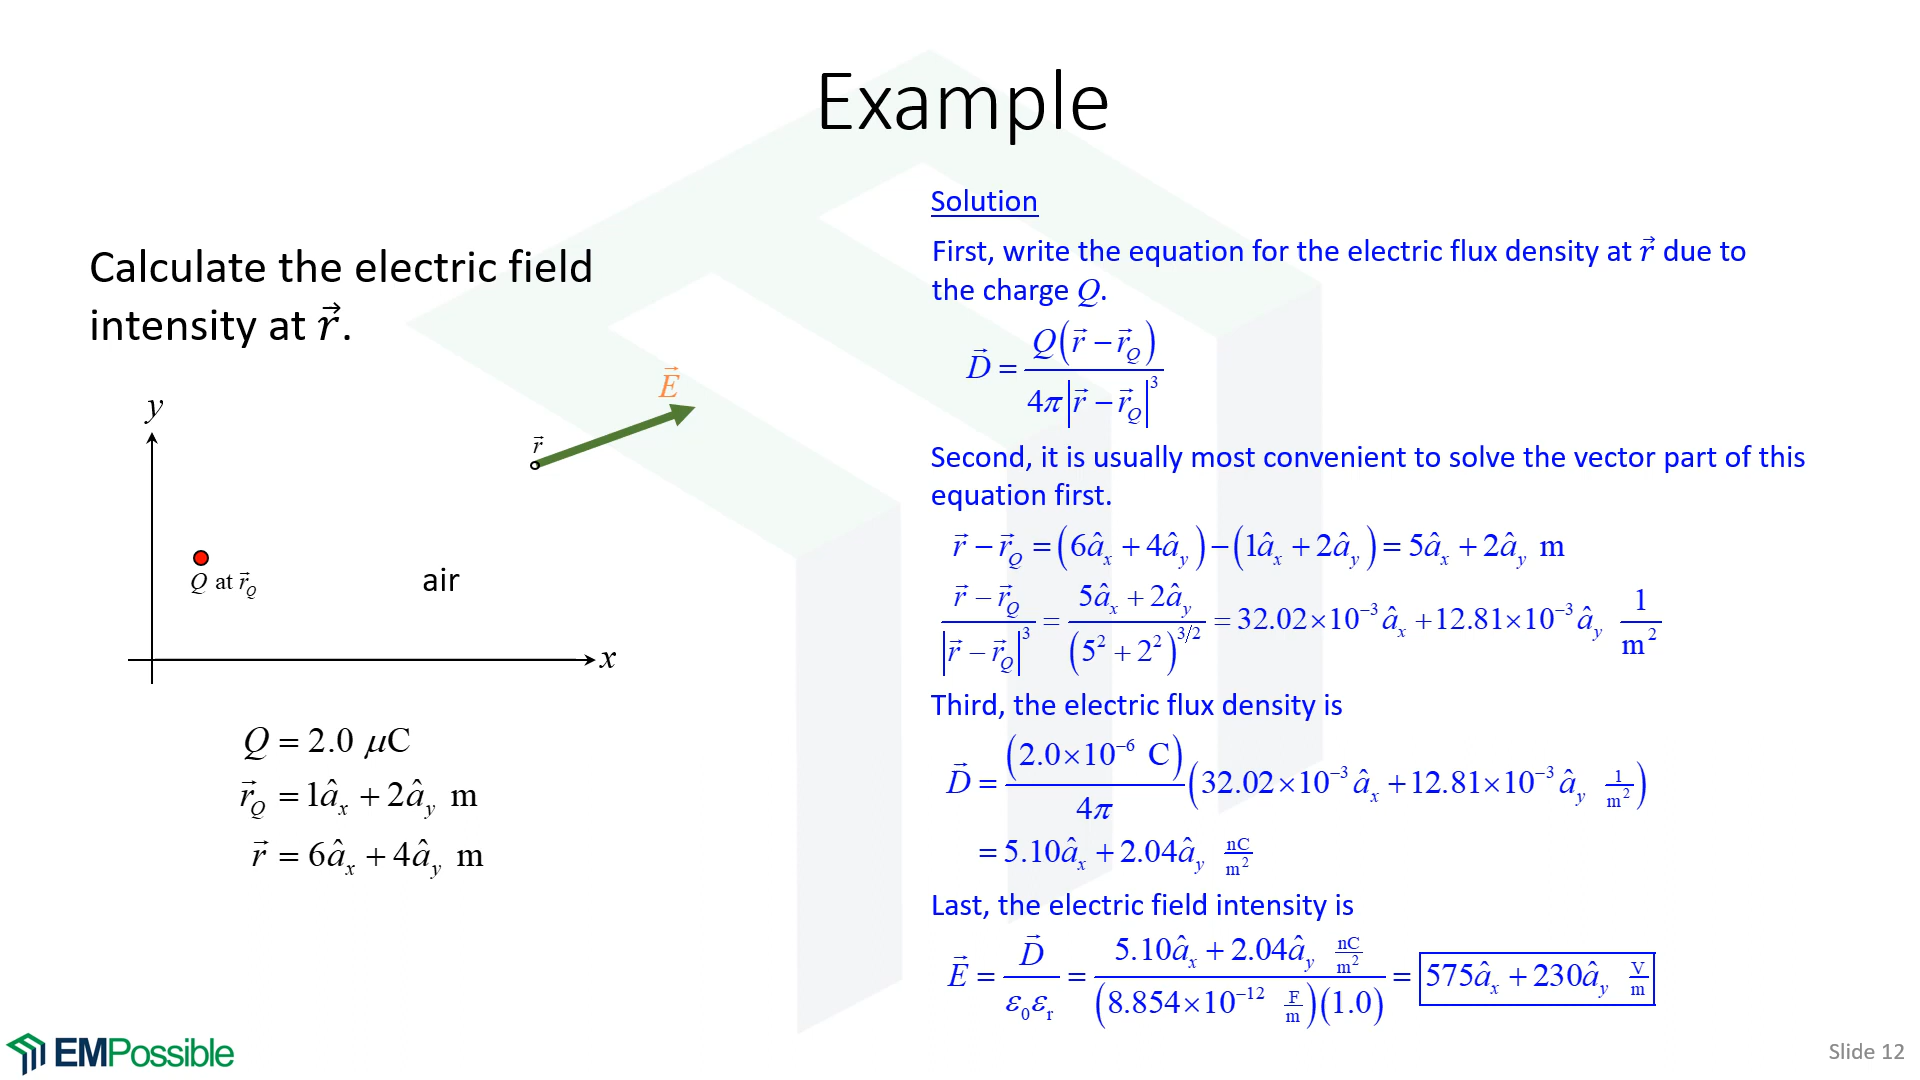 Example
Calculate the electric field
intensity at r⃗.
E⃗
y
r⃗
Q at r⃗_Q
air
x
Q = 2.0 μC
r⃗_Q = 1â_x + 2â_y m
r⃗ = 6â_x + 4â_y m
Solution
First, write the equation for the electric flux density at r⃗ due to
the charge Q.
D⃗ = Q(r⃗ − r⃗_Q) / 4π|r⃗ − r⃗_Q|³
Second, it is usually most convenient to solve the vector part of this
equation first.
r⃗ − r⃗_Q = (6â_x + 4â_y) − (1â_x + 2â_y) = 5â_x + 2â_y m
(r⃗ − r⃗_Q) / |r⃗ − r⃗_Q|³ = (5â_x + 2â_y) / (5² + 2²)^(3/2) = 32.02×10⁻³ â_x + 12.81×10⁻³ â_y 1/m²
Third, the electric flux density is
D⃗ = (2.0×10⁻⁶ C) / 4π (32.02×10⁻³ â_x + 12.81×10⁻³ â_y 1/m²)
= 5.10â_x + 2.04â_y nC/m²
Last, the electric field intensity is
E⃗ = D⃗ / ε₀ε_r = (5.10â_x + 2.04â_y nC/m²) / (8.854×10⁻¹² F/m)(1.0) = 575â_x + 230â_y V/m
EMPossible
Slide 12